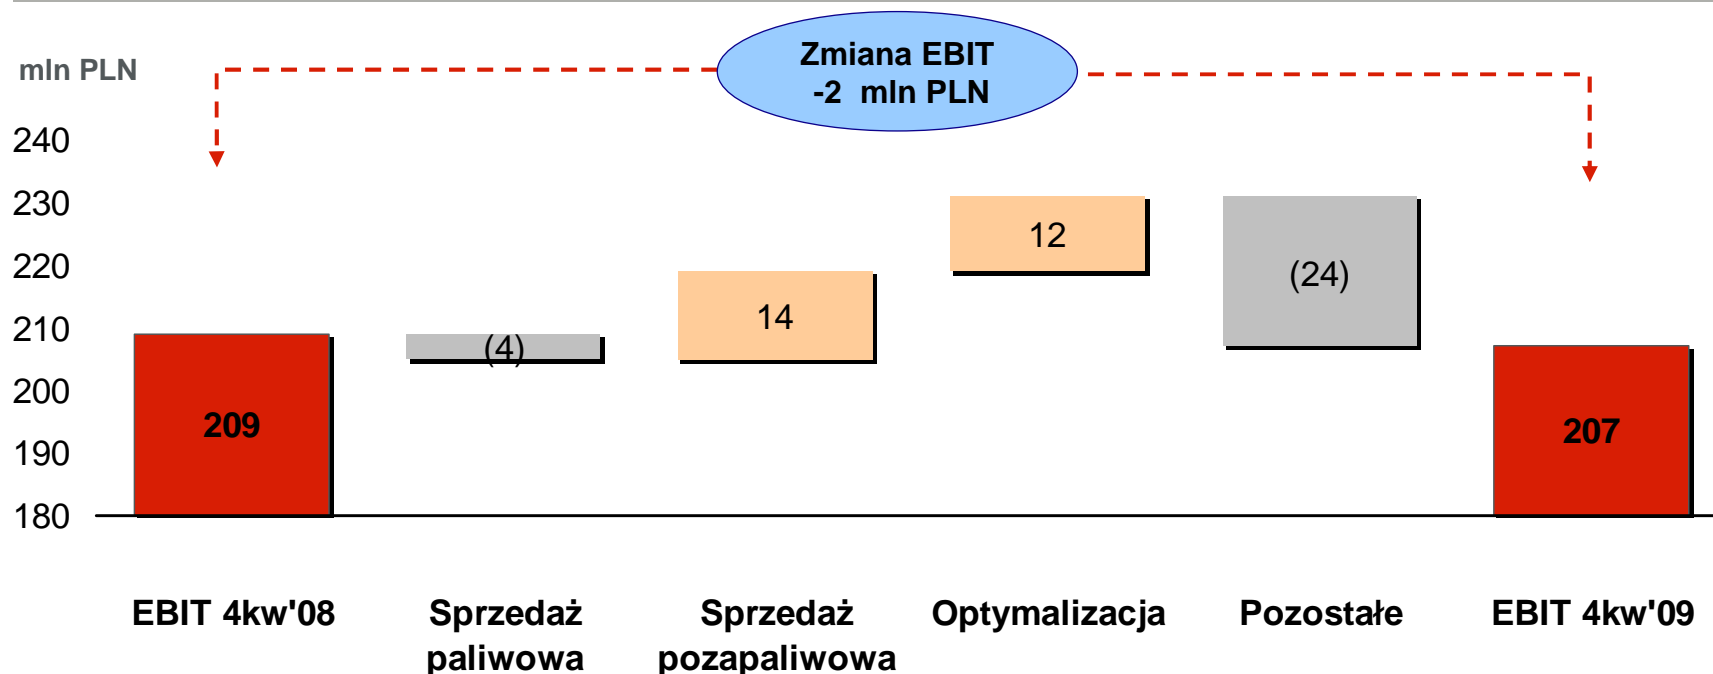 Zmiana EBIT
-2 mln PLN
mln PLN
240
230
220
210
200
190
180
209
(4)
14
12
(24)
207
EBIT 4kw'08
Sprzedaż
paliwowa
Sprzedaż
pozapaliwowa
Optymalizacja
Pozostałe
EBIT 4kw'09